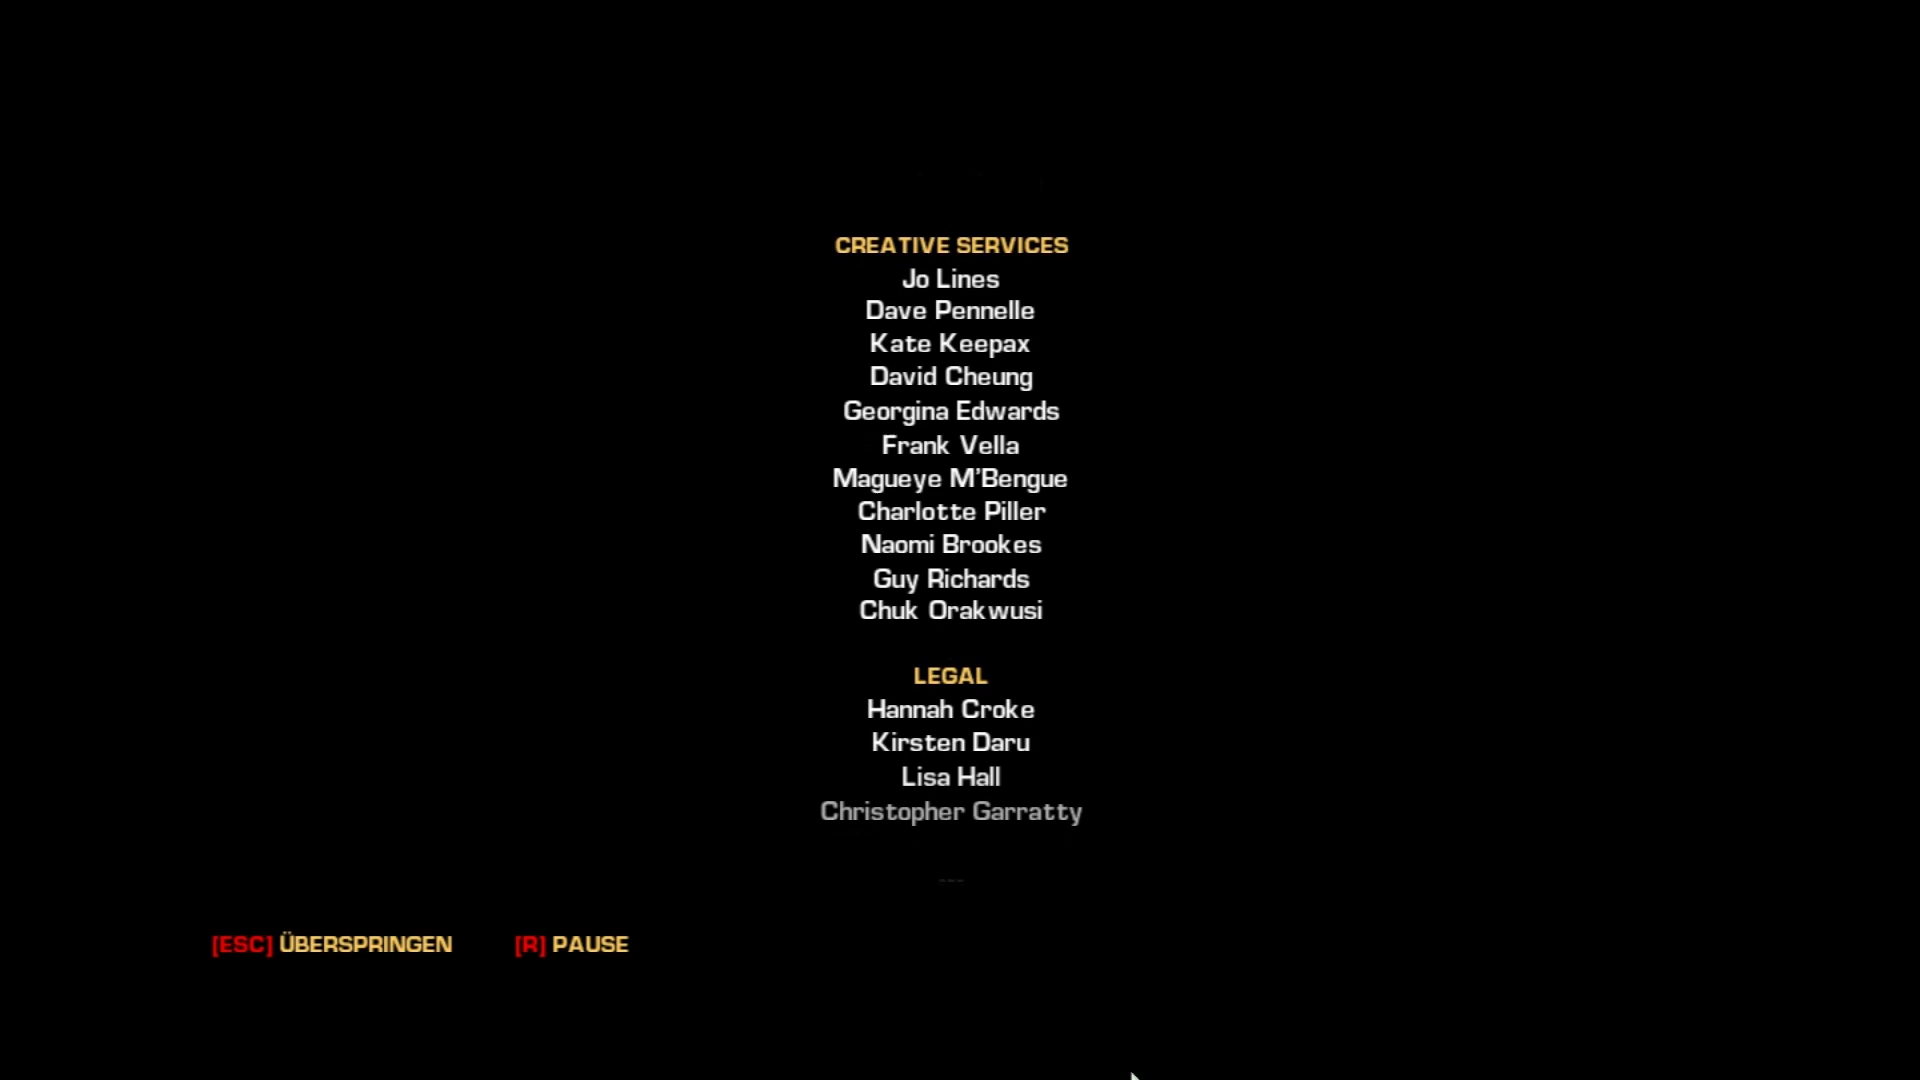 CREATIVE SERVICES
Jo Lines
Dave Pennelle
Kate Keepax
David Cheung
Georgina Edwards
Frank Vella
Magueye M'Bengue
Charlotte Piller
Naomi Brookes
Guy Richards
Chuk Orakwusi
LEGAL
Hannah Croke
Kirsten Daru
Lisa Hall
Christopher Garratty
[ESC] ÜBERSPRINGEN [R] PAUSE